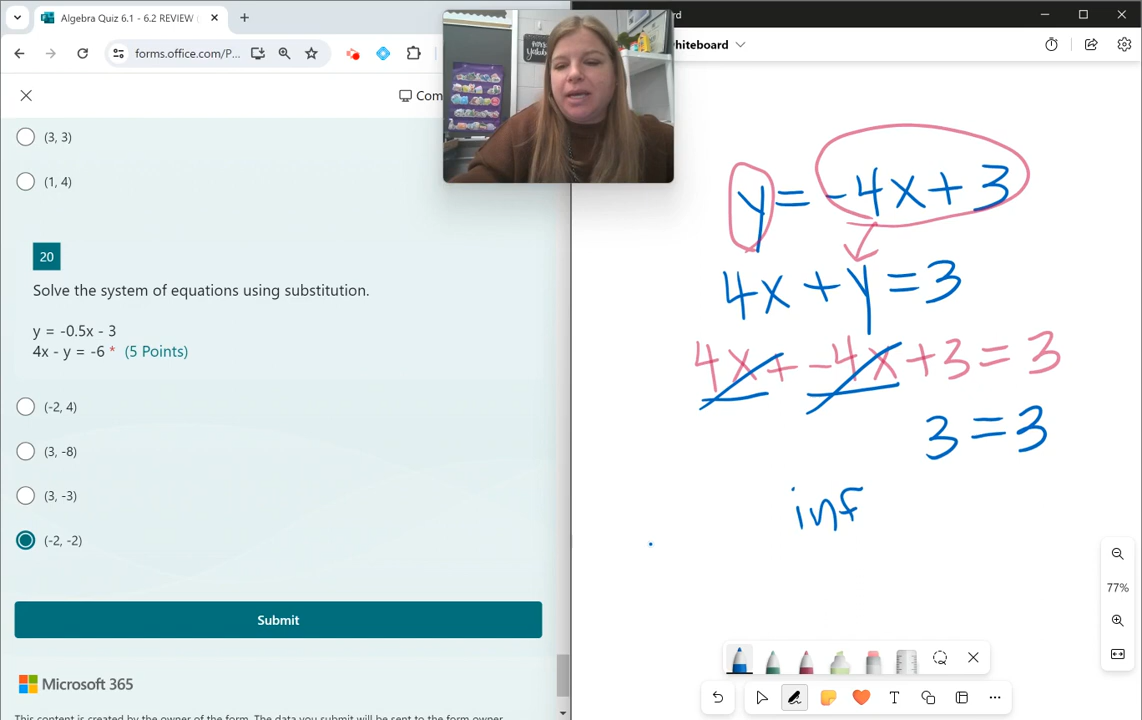 Algebra Quiz 6.1 - 6.2 REVIEW (
forms.office.com/P...
Com
(3, 3)
(1, 4)
20
Solve the system of equations using substitution.
y = -0.5x - 3
4x - y = -6 * (5 Points)
(-2, 4)
(3, -8)
(3, -3)
(-2, -2)
Submit
Microsoft 365
This content is created by the owner of the form. The data you submit will be sent to the form owner.
rd
hiteboard
y = -4x + 3
4x + y = 3
4x + -4x + 3 = 3
3 = 3
inf
77%